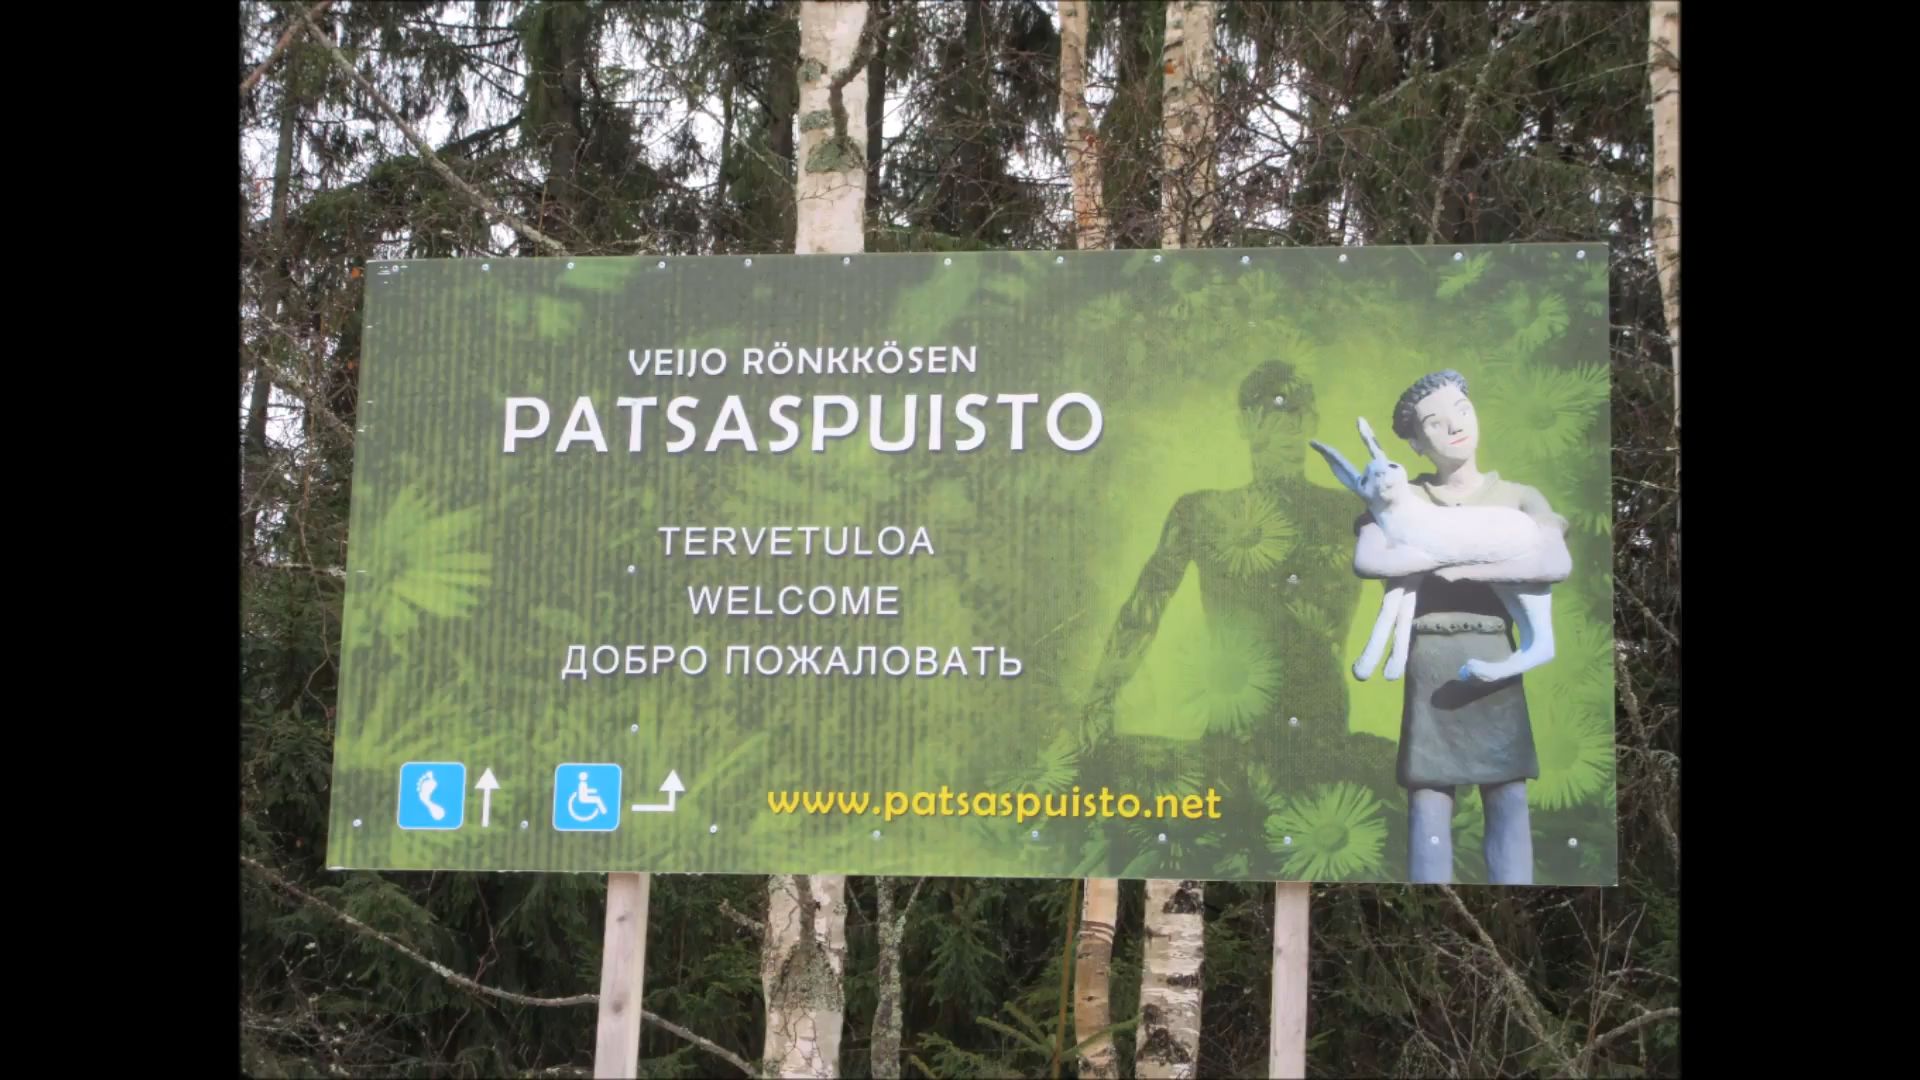 VEIJO RÖNKKÖSEN
PATSASPUISTO
TERVETULOA
WELCOME
ДОБРО ПОЖАЛОВАТЬ
www.patsaspuisto.net